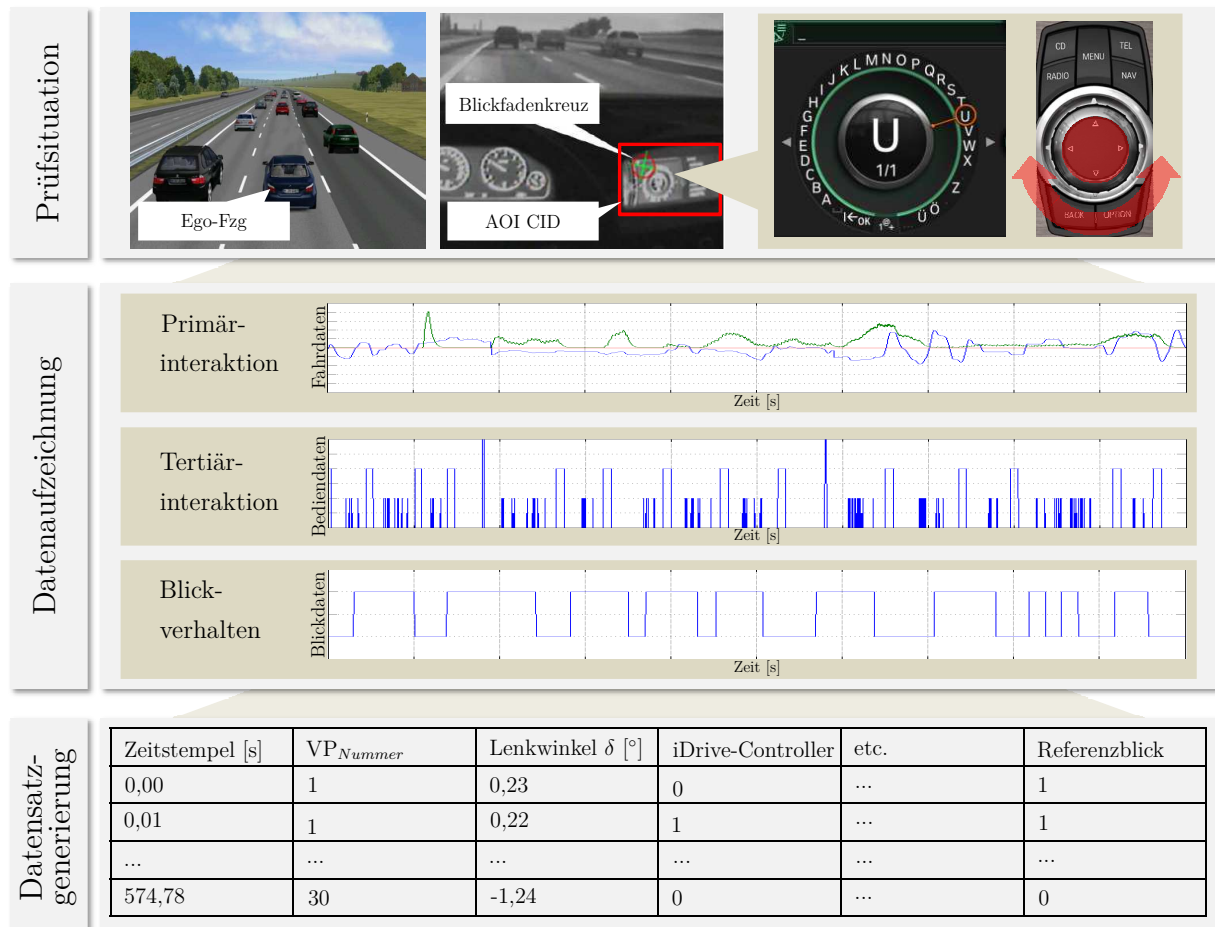 Prüfsituation
Blickfadenkreuz
Ego-Fzg
AOI CID
A B C D E F G H I J K L M N O P Q R S T U V W X Z Ö Ü
U
1/1
OK
CD
MENU
TEL
RADIO
NAV
BACK
OPTION
Datenaufzeichnung
Primär-
interaktion
Fahrdaten
Zeit [s]
Tertiär-
interaktion
Bediendaten
Zeit [s]
Blick-
verhalten
Blickdaten
Zeit [s]
Datensatz-
generierung
Zeitstempel [s] VP_Nummer Lenkwinkel δ [°] iDrive-Controller etc. Referenzblick
0,00 1 0,23 0 ... 1
0,01 1 0,22 1 ... 1
... ... ... ... ... ...
574,78 30 -1,24 0 ... 0